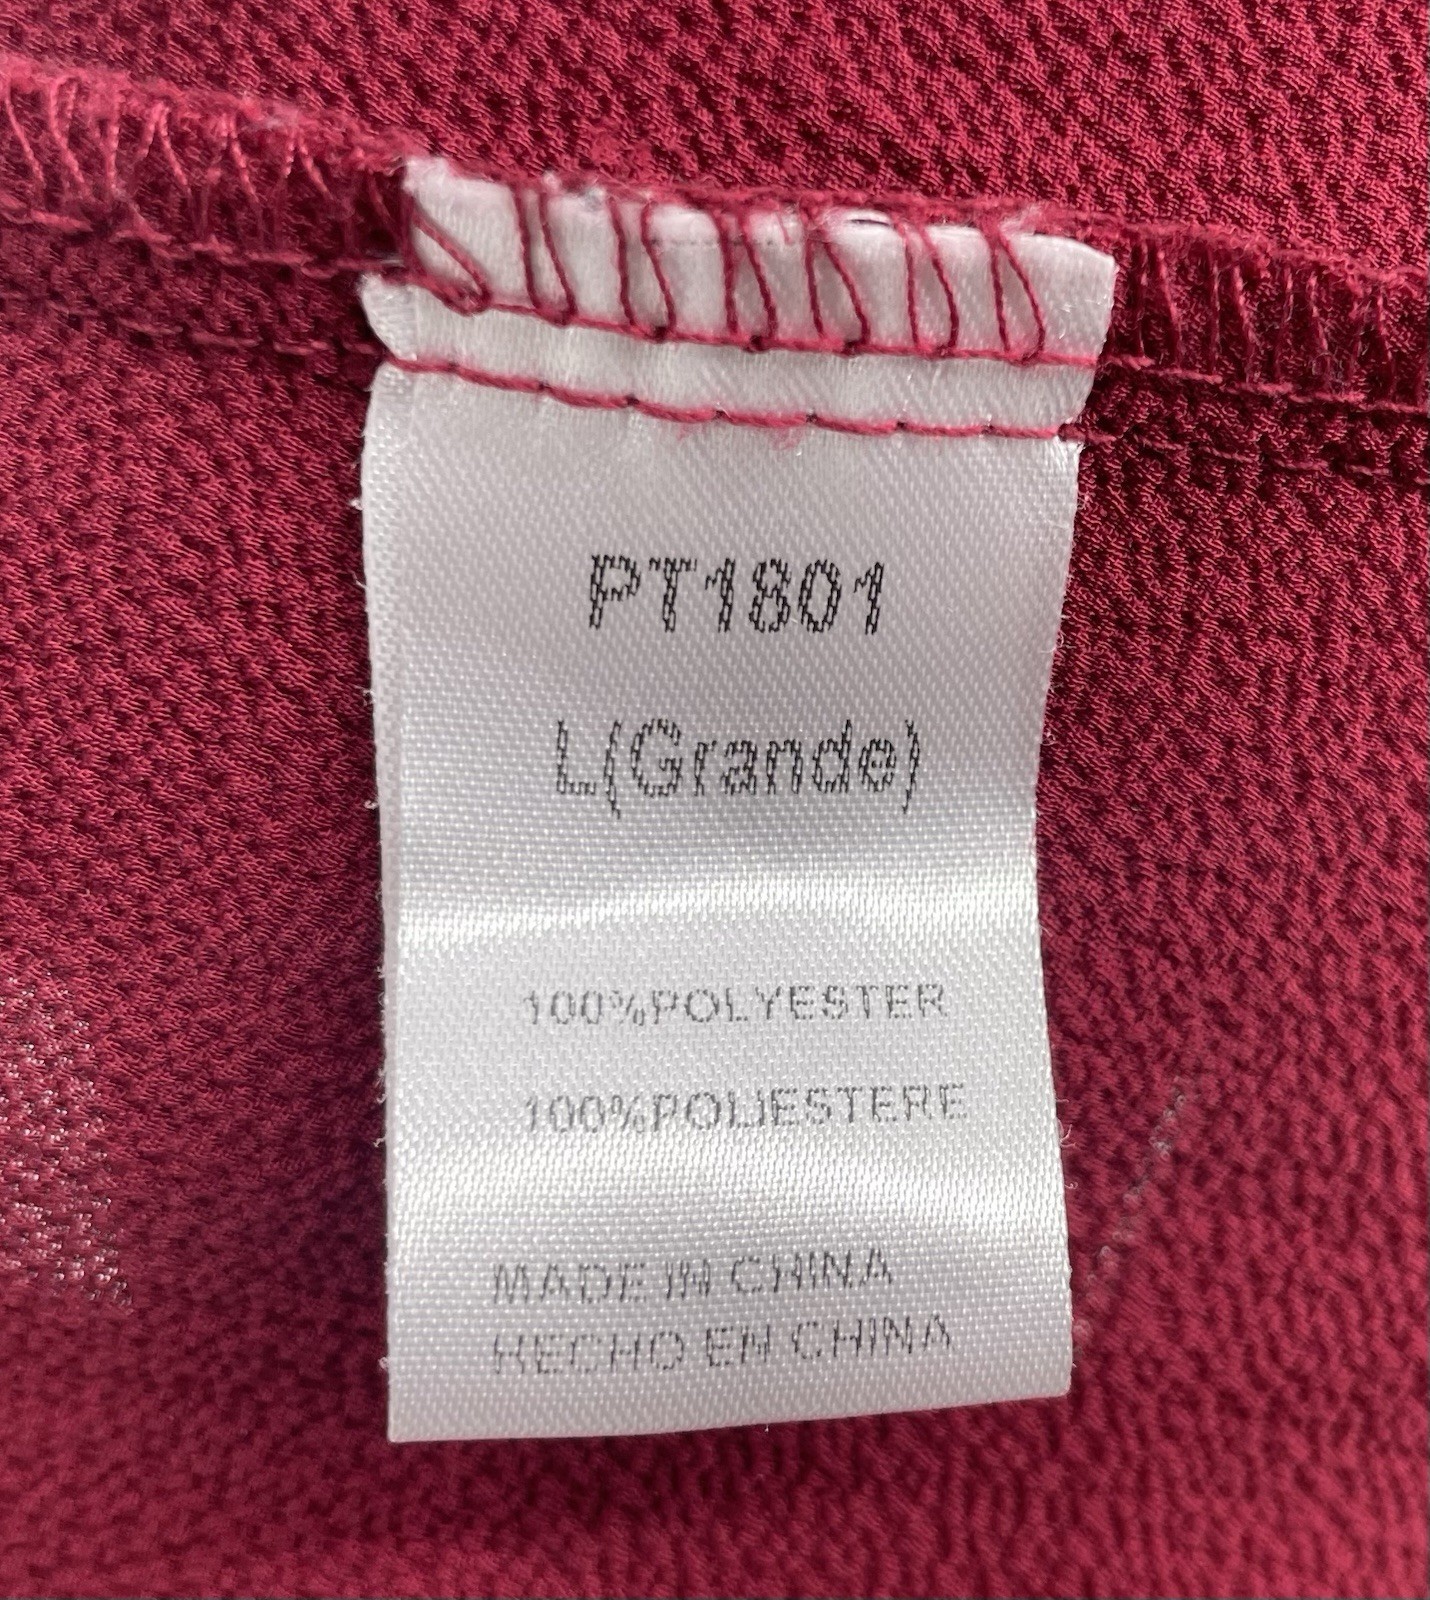 PT1801
L(Grande)
100%POLYESTER
100%POLIESTERE
MADE IN CHINA
HECHO EN CHINA